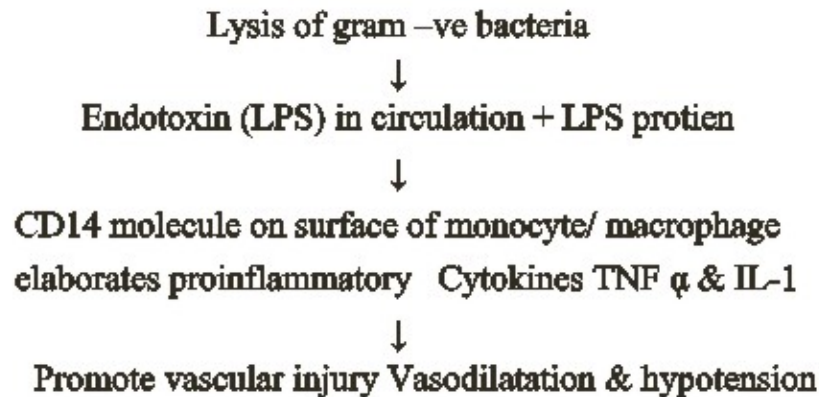 Lysis of gram –ve bacteria
↓
Endotoxin (LPS) in circulation + LPS protien
↓
CD14 molecule on surface of monocyte/ macrophage
elaborates proinflammatory Cytokines TNF α & IL-1
↓
Promote vascular injury Vasodilatation & hypotension